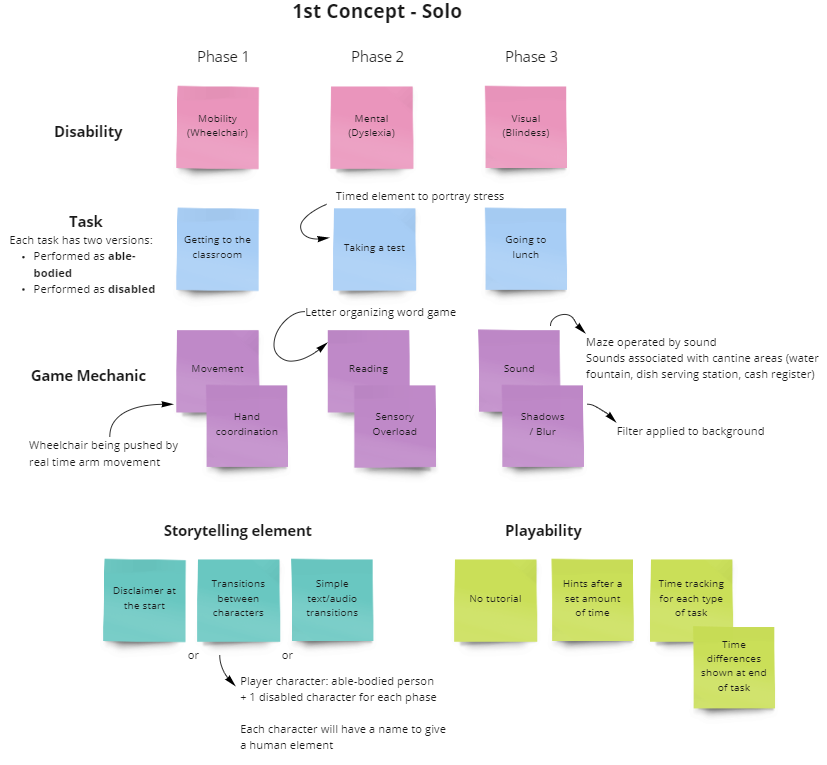 1st Concept - Solo
Phase 1
Phase 2
Phase 3
Disability
Mobility
(Wheelchair)
Mental
(Dyslexia)
Visual
(Blindess)
Timed element to portray stress
Task
Each task has two versions:
• Performed as able-
bodied
• Performed as disabled
Getting to the
classroom
Taking a test
Going to
lunch
Letter organizing word game
Game Mechanic
Movement
Hand
coordination
Reading
Sensory
Overload
Sound
Shadows
/ Blur
Maze operated by sound
Sounds associated with cantine areas (water
fountain, dish serving station, cash register)
Filter applied to background
Wheelchair being pushed by
real time arm movement
Storytelling element
Disclaimer at
the start
or
Transitions
between
characters
or
Simple
text/audio
transitions
Player character: able-bodied person
+ 1 disabled character for each phase
Each character will have a name to give
a human element
Playability
No tutorial
Hints after a
set amount
of time
Time tracking
for each type
of task
Time
differences
shown at end
of task